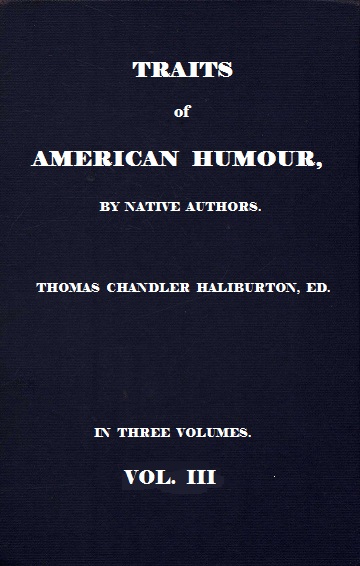 TRAITS
of
AMERICAN HUMOUR,
BY NATIVE AUTHORS.
THOMAS CHANDLER HALIBURTON, ED.
IN THREE VOLUMES.
VOL. III